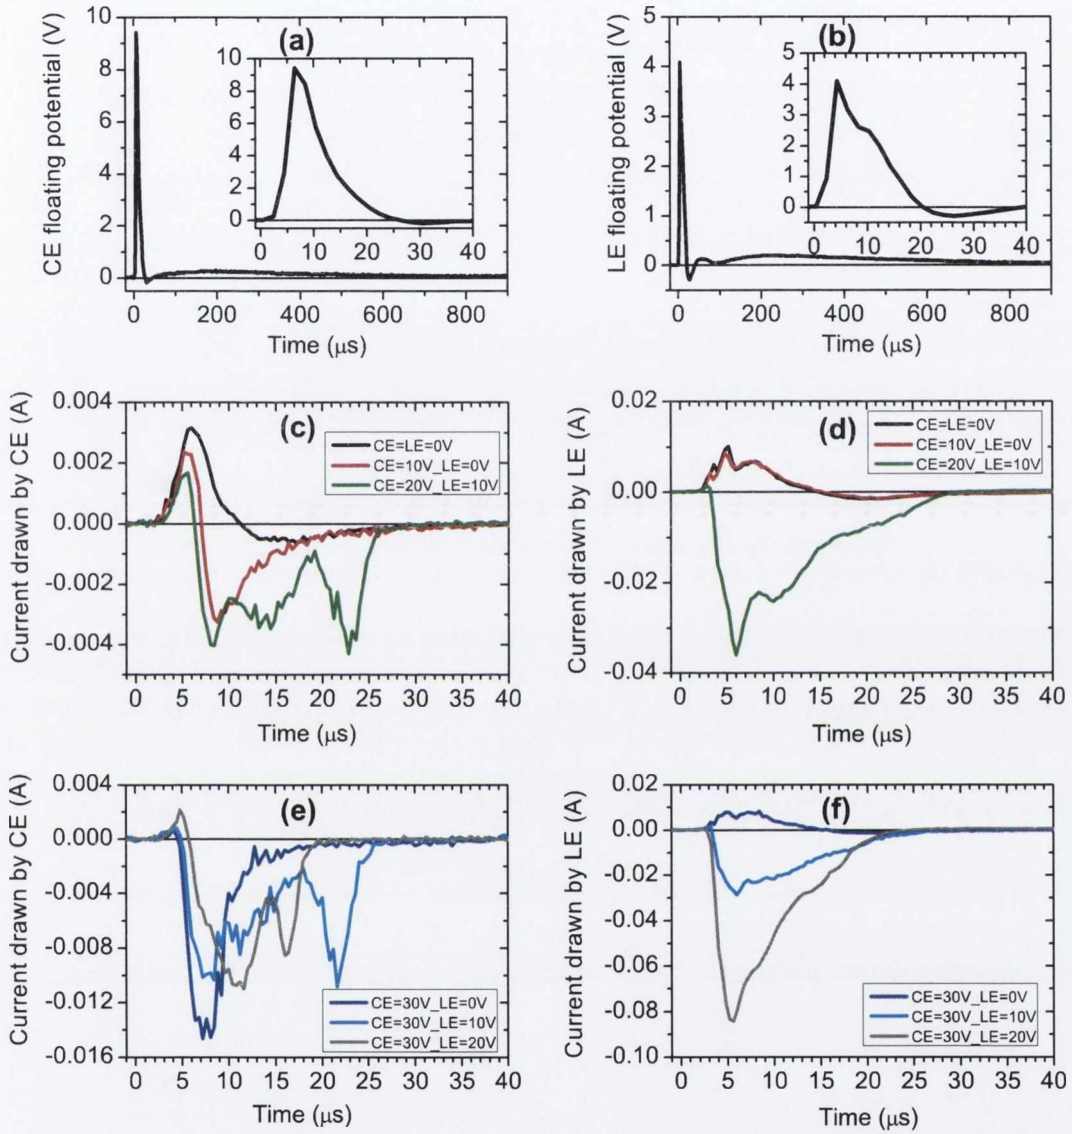 (a)
CE floating potential (V)
10
8
6
4
2
0
0 200 400 600 800
Time (μs)
10
8
6
4
2
0
0 10 20 30 40
(b)
LE floating potential (V)
5
4
3
2
1
0
0 200 400 600 800
Time (μs)
5
4
3
2
1
0
0 10 20 30 40
(c)
Current drawn by CE (A)
0.004
0.002
0.000
-0.002
-0.004
0 5 10 15 20 25 30 35 40
Time (μs)
CE=LE=0V
CE=10V_LE=0V
CE=20V_LE=10V
(d)
Current drawn by LE (A)
0.02
0.00
-0.02
-0.04
0 5 10 15 20 25 30 35 40
Time (μs)
CE=LE=0V
CE=10V_LE=0V
CE=20V_LE=10V
(e)
Current drawn by CE (A)
0.004
0.000
-0.004
-0.008
-0.012
-0.016
0 5 10 15 20 25 30 35 40
Time (μs)
CE=30V_LE=0V
CE=30V_LE=10V
CE=30V_LE=20V
(f)
Current drawn by LE (A)
0.02
0.00
-0.02
-0.04
-0.06
-0.08
-0.10
0 5 10 15 20 25 30 35 40
Time (μs)
CE=30V_LE=0V
CE=30V_LE=10V
CE=30V_LE=20V